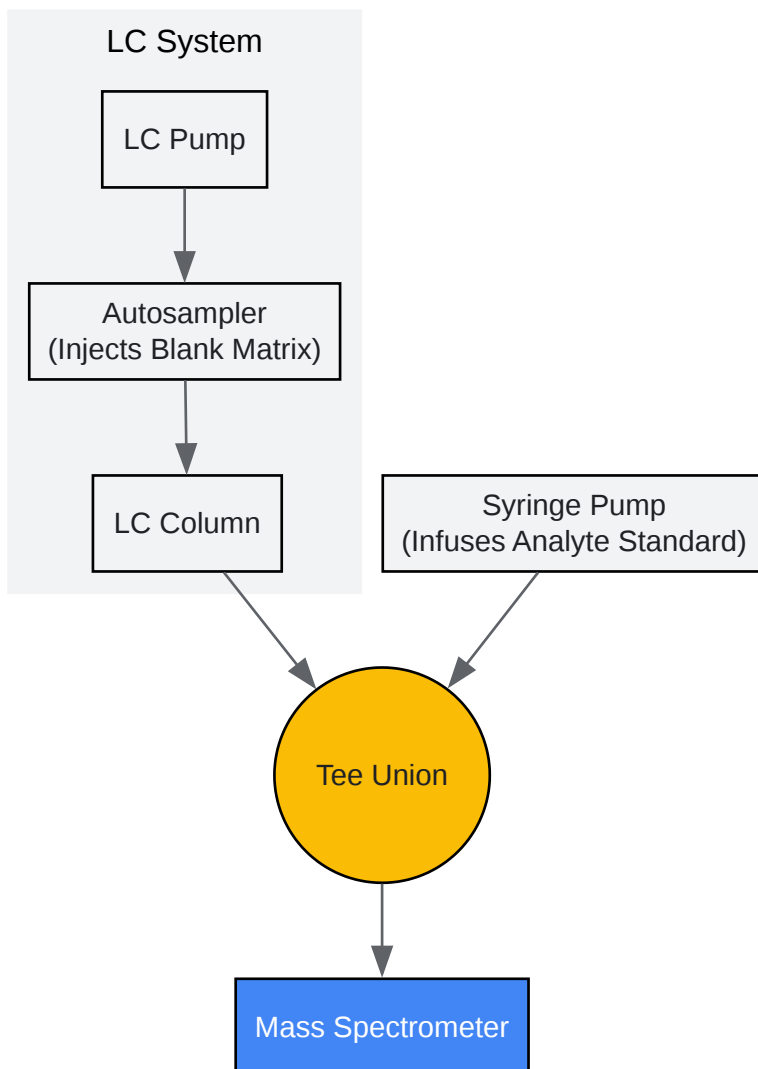 LC System
LC Pump
Autosampler
(Injects Blank Matrix)
LC Column
Syringe Pump
(Infuses Analyte Standard)
Tee Union
Mass Spectrometer